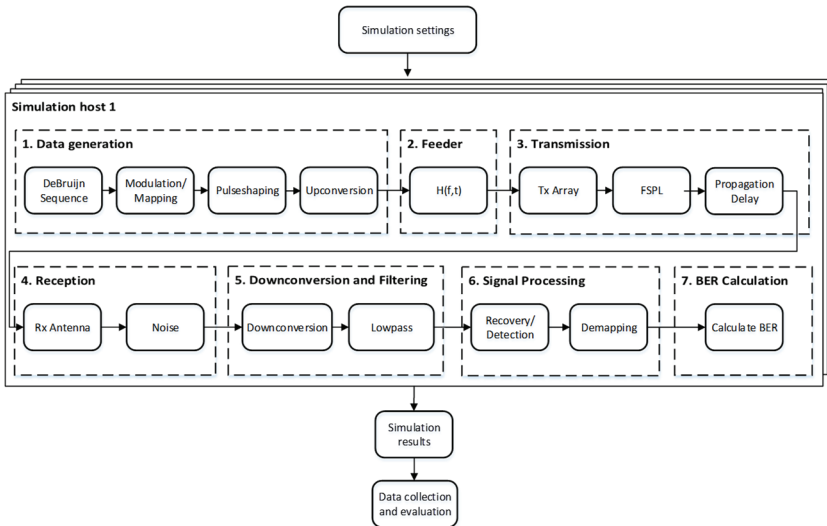 Simulation settings
Simulation host 1
1. Data generation
DeBruijn
Sequence
Modulation/
Mapping
Pulseshaping
Upconversion
2. Feeder
H(f,t)
3. Transmission
Tx Array
FSPL
Propagation
Delay
4. Reception
Rx Antenna
Noise
5. Downconversion and Filtering
Downconversion
Lowpass
6. Signal Processing
Recovery/
Detection
Demapping
7. BER Calculation
Calculate BER
Simulation
results
Data collection
and evaluation